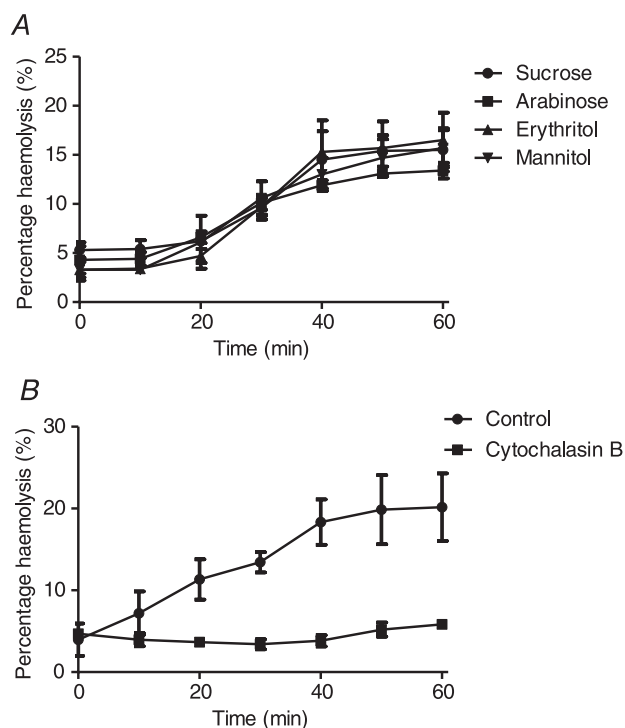 A
Percentage haemolysis (%)
25
20
15
10
5
0
0 20 40 60
Time (min)
Sucrose
Arabinose
Erythritol
Mannitol
B
Percentage haemolysis (%)
30
20
10
0
0 20 40 60
Time (min)
Control
Cytochalasin B